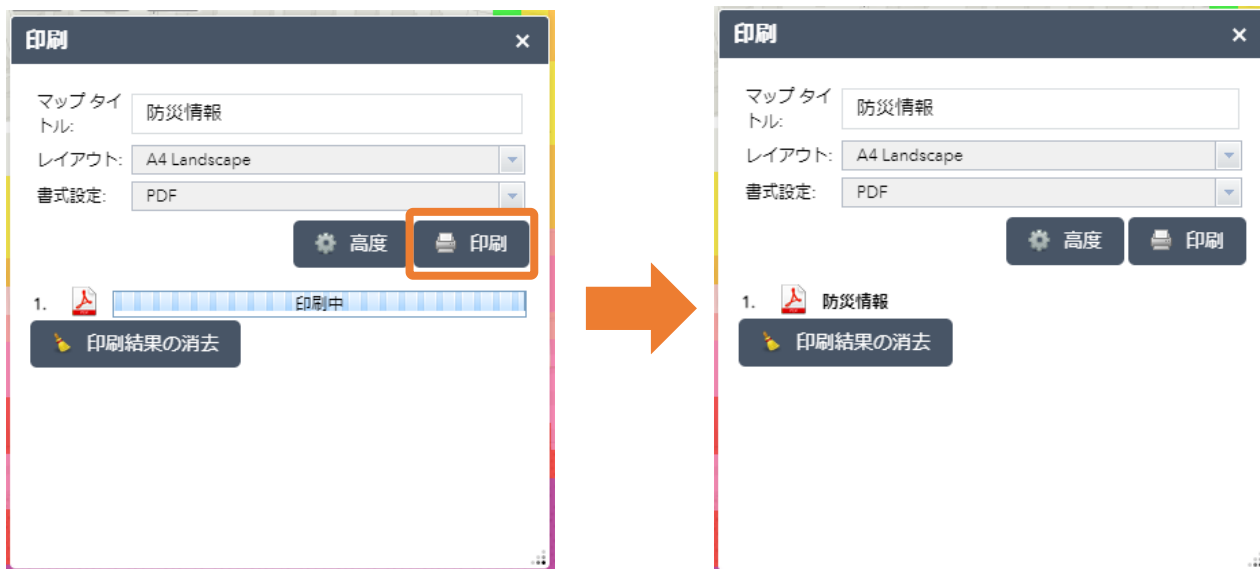 印刷 ×
マップ タイ
トル:
防災情報
レイアウト: A4 Landscape
書式設定: PDF
高度 印刷
1. 印刷中
印刷結果の消去
印刷 ×
マップ タイ
トル:
防災情報
レイアウト: A4 Landscape
書式設定: PDF
高度 印刷
1. 防災情報
印刷結果の消去